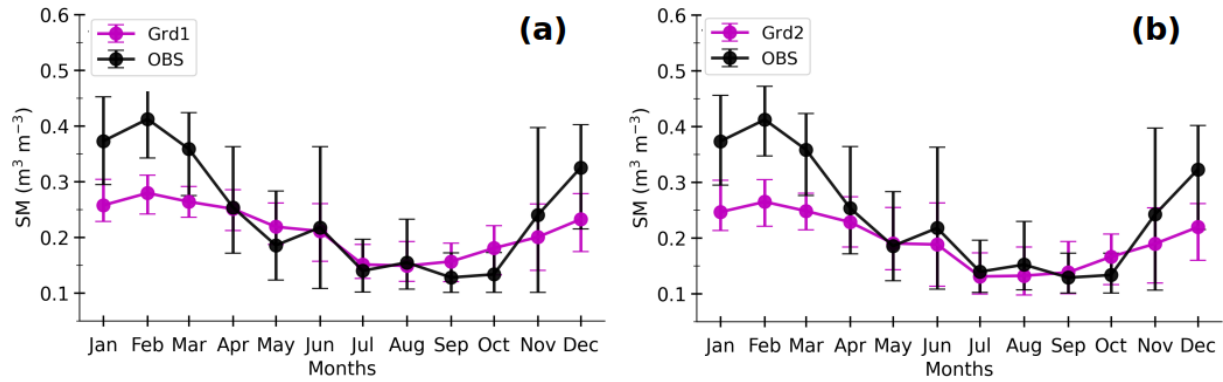 (a)
Grd1
OBS
0.6
0.5
0.4
0.3
0.2
0.1
SM (m³ m⁻³)
Jan Feb Mar Apr May Jun Jul Aug Sep Oct Nov Dec
Months
(b)
Grd2
OBS
0.6
0.5
0.4
0.3
0.2
0.1
SM (m³ m⁻³)
Jan Feb Mar Apr May Jun Jul Aug Sep Oct Nov Dec
Months